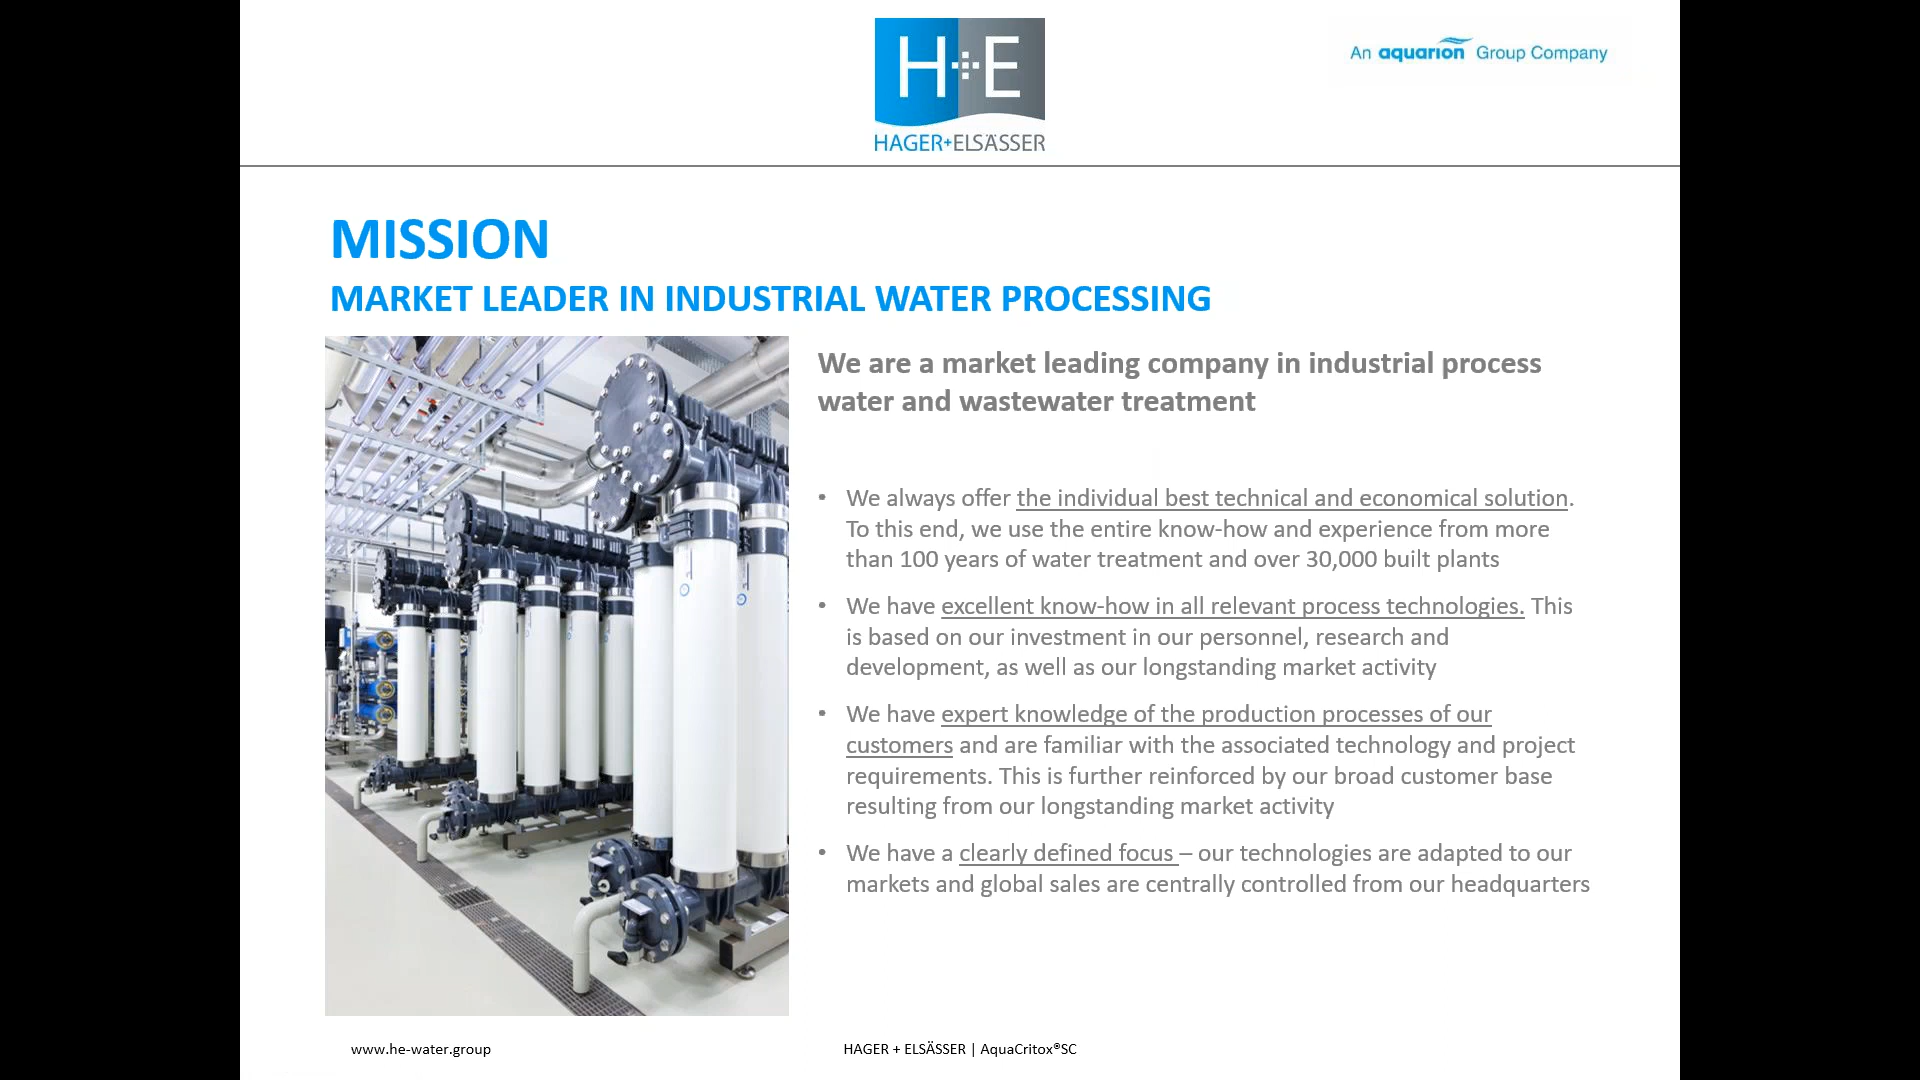 H+E
HAGER+ELSÄSSER
An aquarion Group Company
MISSION
MARKET LEADER IN INDUSTRIAL WATER PROCESSING
We are a market leading company in industrial process
water and wastewater treatment
• We always offer the individual best technical and economical solution.
To this end, we use the entire know-how and experience from more
than 100 years of water treatment and over 30,000 built plants
• We have excellent know-how in all relevant process technologies. This
is based on our investment in our personnel, research and
development, as well as our longstanding market activity
• We have expert knowledge of the production processes of our
customers and are familiar with the associated technology and project
requirements. This is further reinforced by our broad customer base
resulting from our longstanding market activity
• We have a clearly defined focus – our technologies are adapted to our
markets and global sales are centrally controlled from our headquarters
www.he-water.group
HAGER + ELSÄSSER | AquaCritox®SC